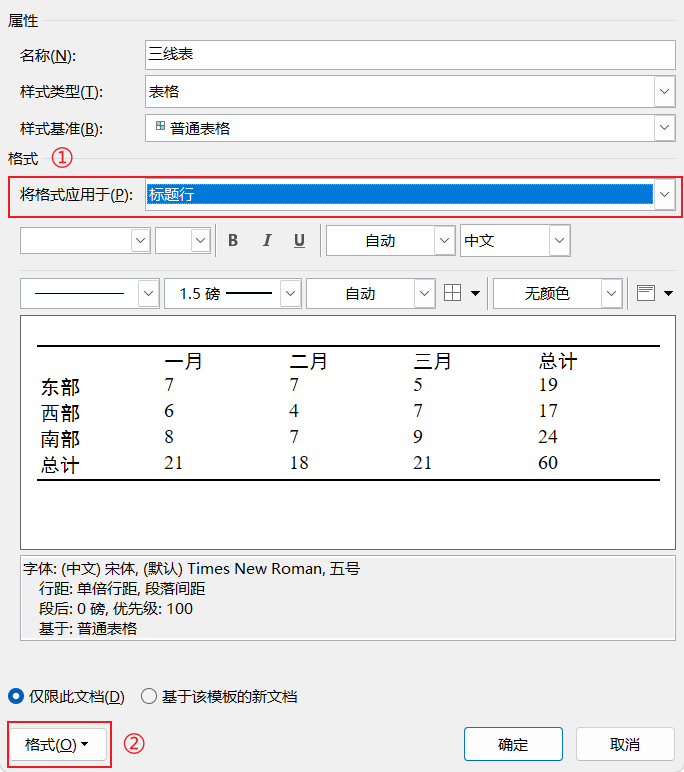 属性
名称(N): 三线表
样式类型(T): 表格
样式基准(B): 普通表格
格式 ①
将格式应用于(P): 标题行
B I U 自动 中文
1.5 磅 自动 无颜色
一月 二月 三月 总计
东部 7 7 5 19
西部 6 4 7 17
南部 8 7 9 24
总计 21 18 21 60
字体: (中文) 宋体, (默认) Times New Roman, 五号
行距: 单倍行距, 段落间距
段后: 0 磅, 优先级: 100
基于: 普通表格
仅限此文档(D) 基于该模板的新文档
格式(O) ② 确定 取消